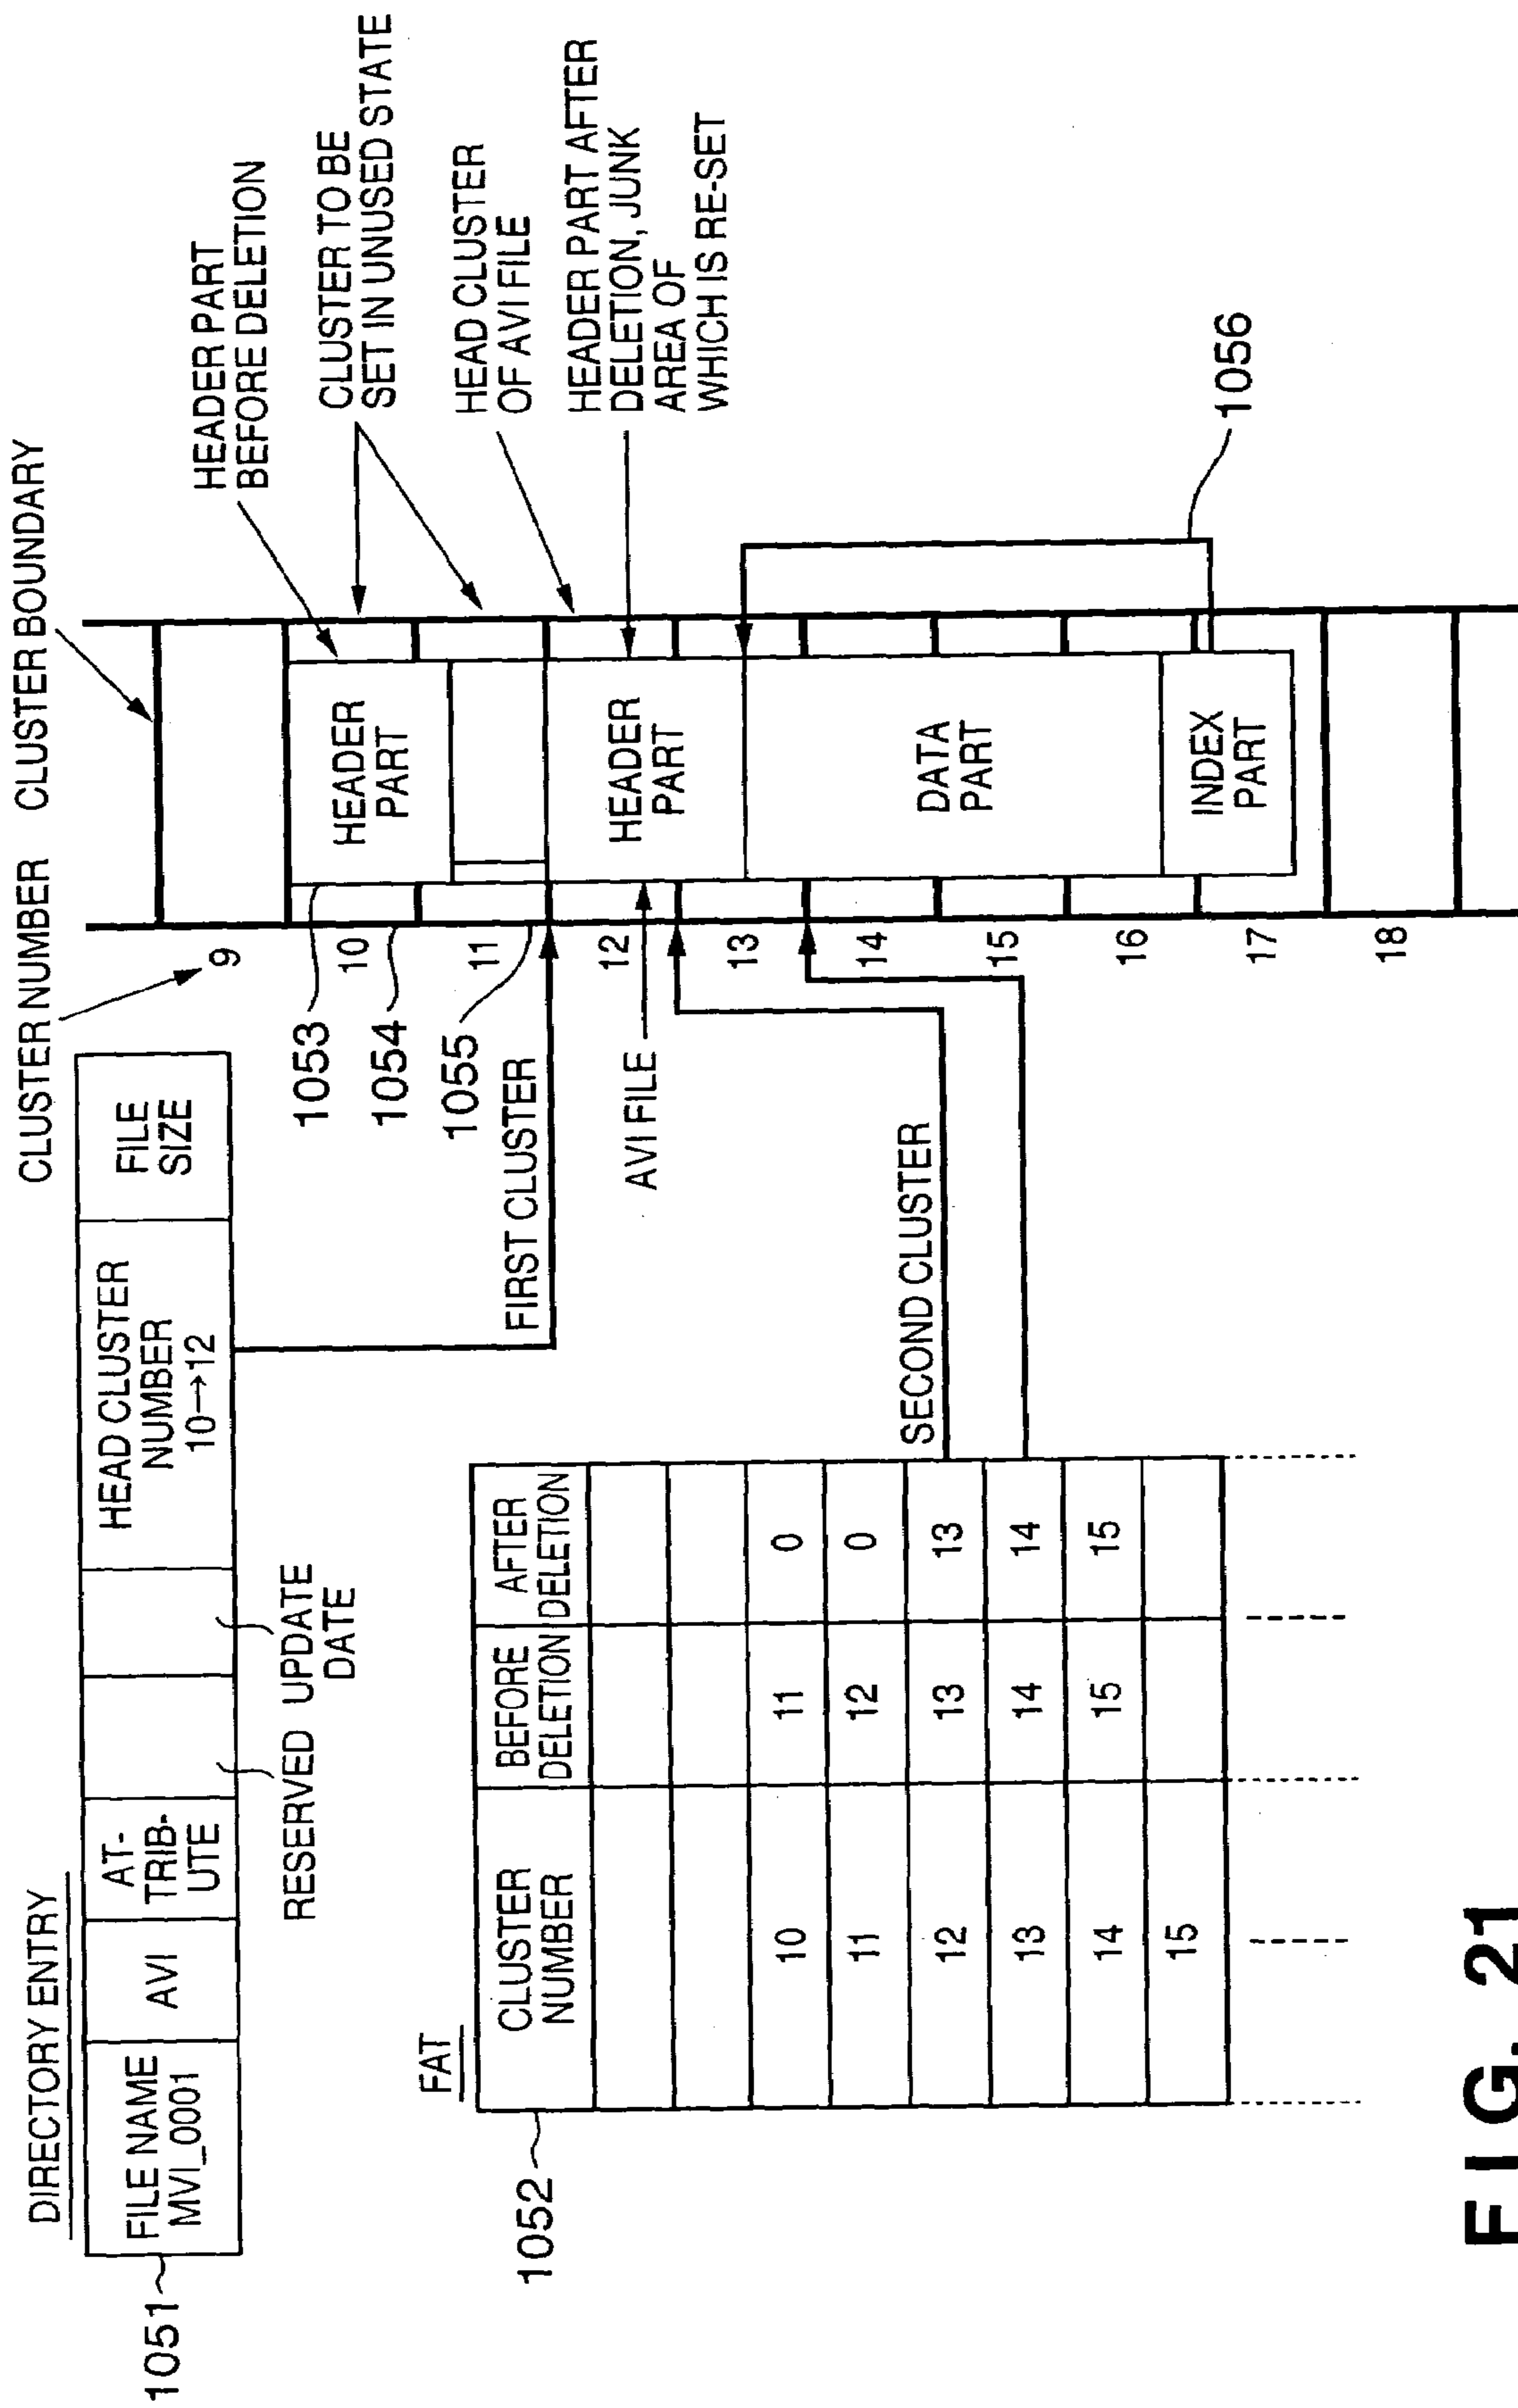 DIRECTORY ENTRY
1051
FILE NAME
MVI_0001
AVI
AT-
TRIB-
UTE
HEAD CLUSTER
NUMBER
10→12
FILE
SIZE
RESERVED
UPDATE
DATE
FAT
1052
CLUSTER
NUMBER
BEFORE
DELETION
AFTER
DELETION
10 11 0
11 12 0
12 13 13
13 14 14
14 15 15
15
FIRST CLUSTER
SECOND CLUSTER
AVI FILE
1053
1054
1055
CLUSTER NUMBER
CLUSTER BOUNDARY
9
10
11
12
13
14
15
16
17
18
HEADER
PART
HEADER
PART
DATA
PART
INDEX
PART
HEADER PART
BEFORE DELETION
CLUSTER TO BE
SET IN UNUSED STATE
HEAD CLUSTER
OF AVI FILE
HEADER PART AFTER
DELETION, JUNK
AREA OF
WHICH IS RE-SET
1056
FIG. 21